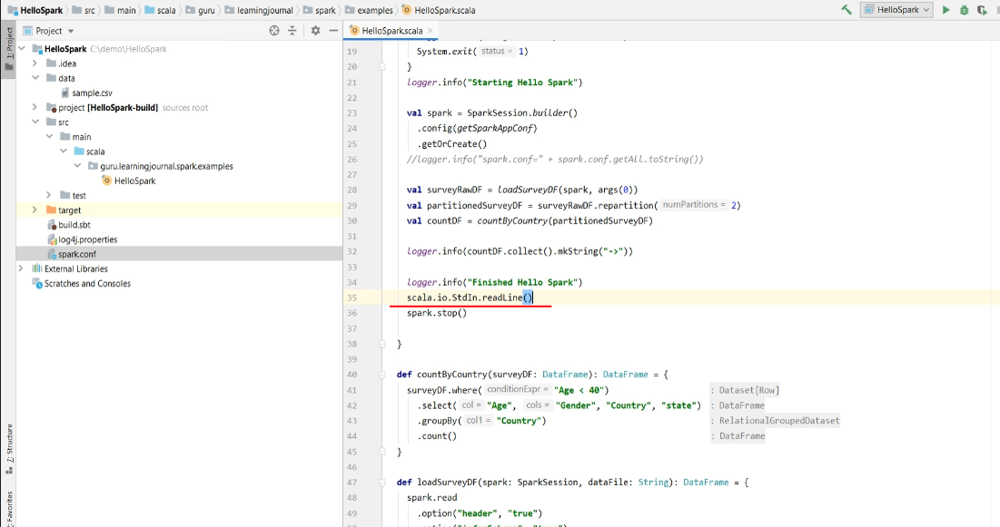 HelloSpark src main scala guru learningjournal spark examples HelloSpark.scala HelloSpark
1: Project
Project
HelloSpark.scala
HelloSpark C:\demo\HelloSpark
.idea
data
sample.csv
project [HelloSpark-build] sources root
src
main
scala
guru.learningjournal.spark.examples
HelloSpark
test
target
build.sbt
log4j.properties
spark.conf
External Libraries
Scratches and Consoles
Z: Structure
Favorites
19 System.exit( status = 1)
20 }
21 logger.info("Starting Hello Spark")
22
23 val spark = SparkSession.builder()
24 .config(getSparkAppConf)
25 .getOrCreate()
26 //logger.info("spark.conf=" + spark.conf.getAll.toString())
27
28 val surveyRawDF = loadSurveyDF(spark, args(0))
29 val partitionedSurveyDF = surveyRawDF.repartition( numPartitions = 2)
30 val countDF = countByCountry(partitionedSurveyDF)
31
32 logger.info(countDF.collect().mkString("->"))
33
34 logger.info("Finished Hello Spark")
35 scala.io.StdIn.readLine()
36 spark.stop()
37
38 }
39
40 def countByCountry(surveyDF: DataFrame): DataFrame = {
41 surveyDF.where( conditionExpr = "Age < 40") : Dataset[Row]
42 .select( col = "Age", cols = "Gender", "Country", "state") : DataFrame
43 .groupBy( col1 = "Country") : RelationalGroupedDataset
44 .count() : DataFrame
45 }
46
47 def loadSurveyDF(spark: SparkSession, dataFile: String): DataFrame = {
48 spark.read
49 .option("header", "true")